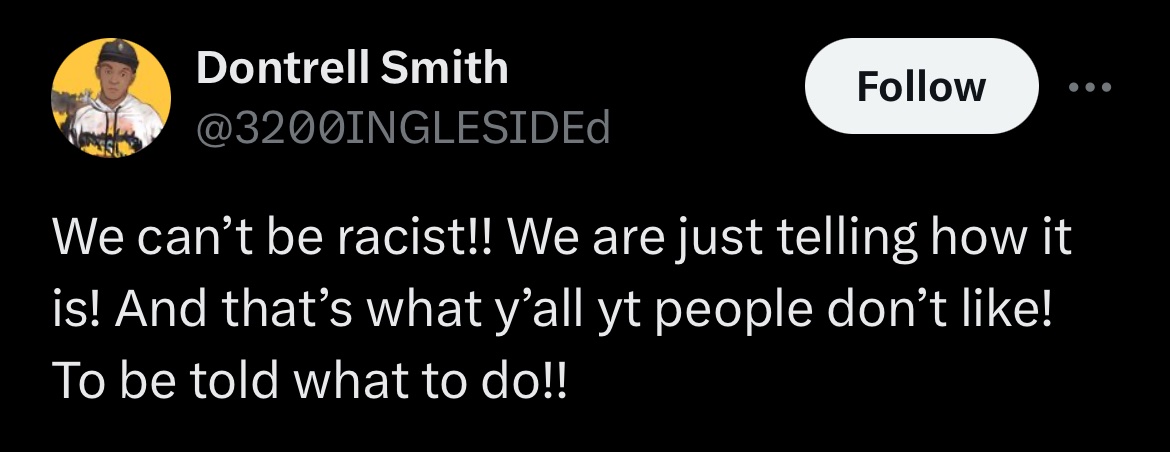 Dontrell Smith
Follow
@3200INGLESIDEd
We can’t be racist!! We are just telling how it
is! And that’s what y’all yt people don’t like!
To be told what to do!!